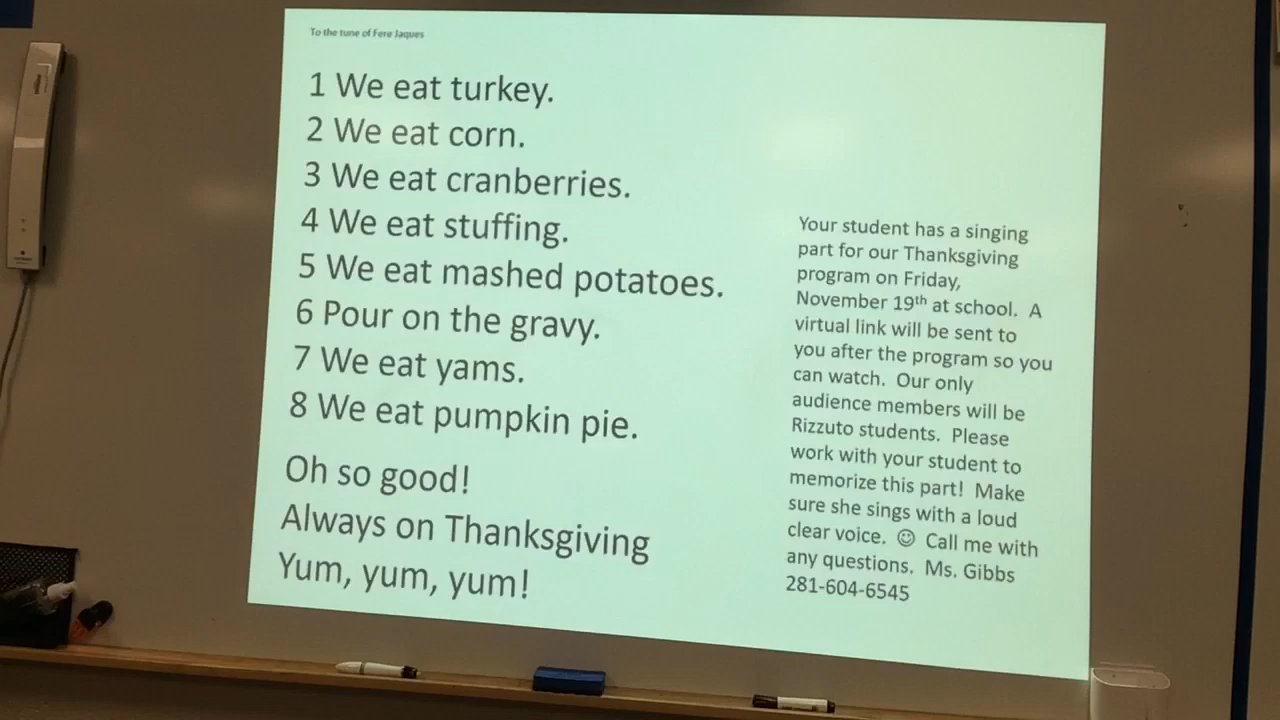 To the tune of Fere Jaques
1 We eat turkey.
2 We eat corn.
3 We eat cranberries.
4 We eat stuffing.
5 We eat mashed potatoes.
6 Pour on the gravy.
7 We eat yams.
8 We eat pumpkin pie.
Oh so good!
Always on Thanksgiving
Yum, yum, yum!
Your student has a singing
part for our Thanksgiving
program on Friday,
November 19th at school.  A
virtual link will be sent to
you after the program so you
can watch.  Our only
audience members will be
Rizzuto students.  Please
work with your student to
memorize this part!  Make
sure she sings with a loud
clear voice. ☺ Call me with
any questions.  Ms. Gibbs
281-604-6545